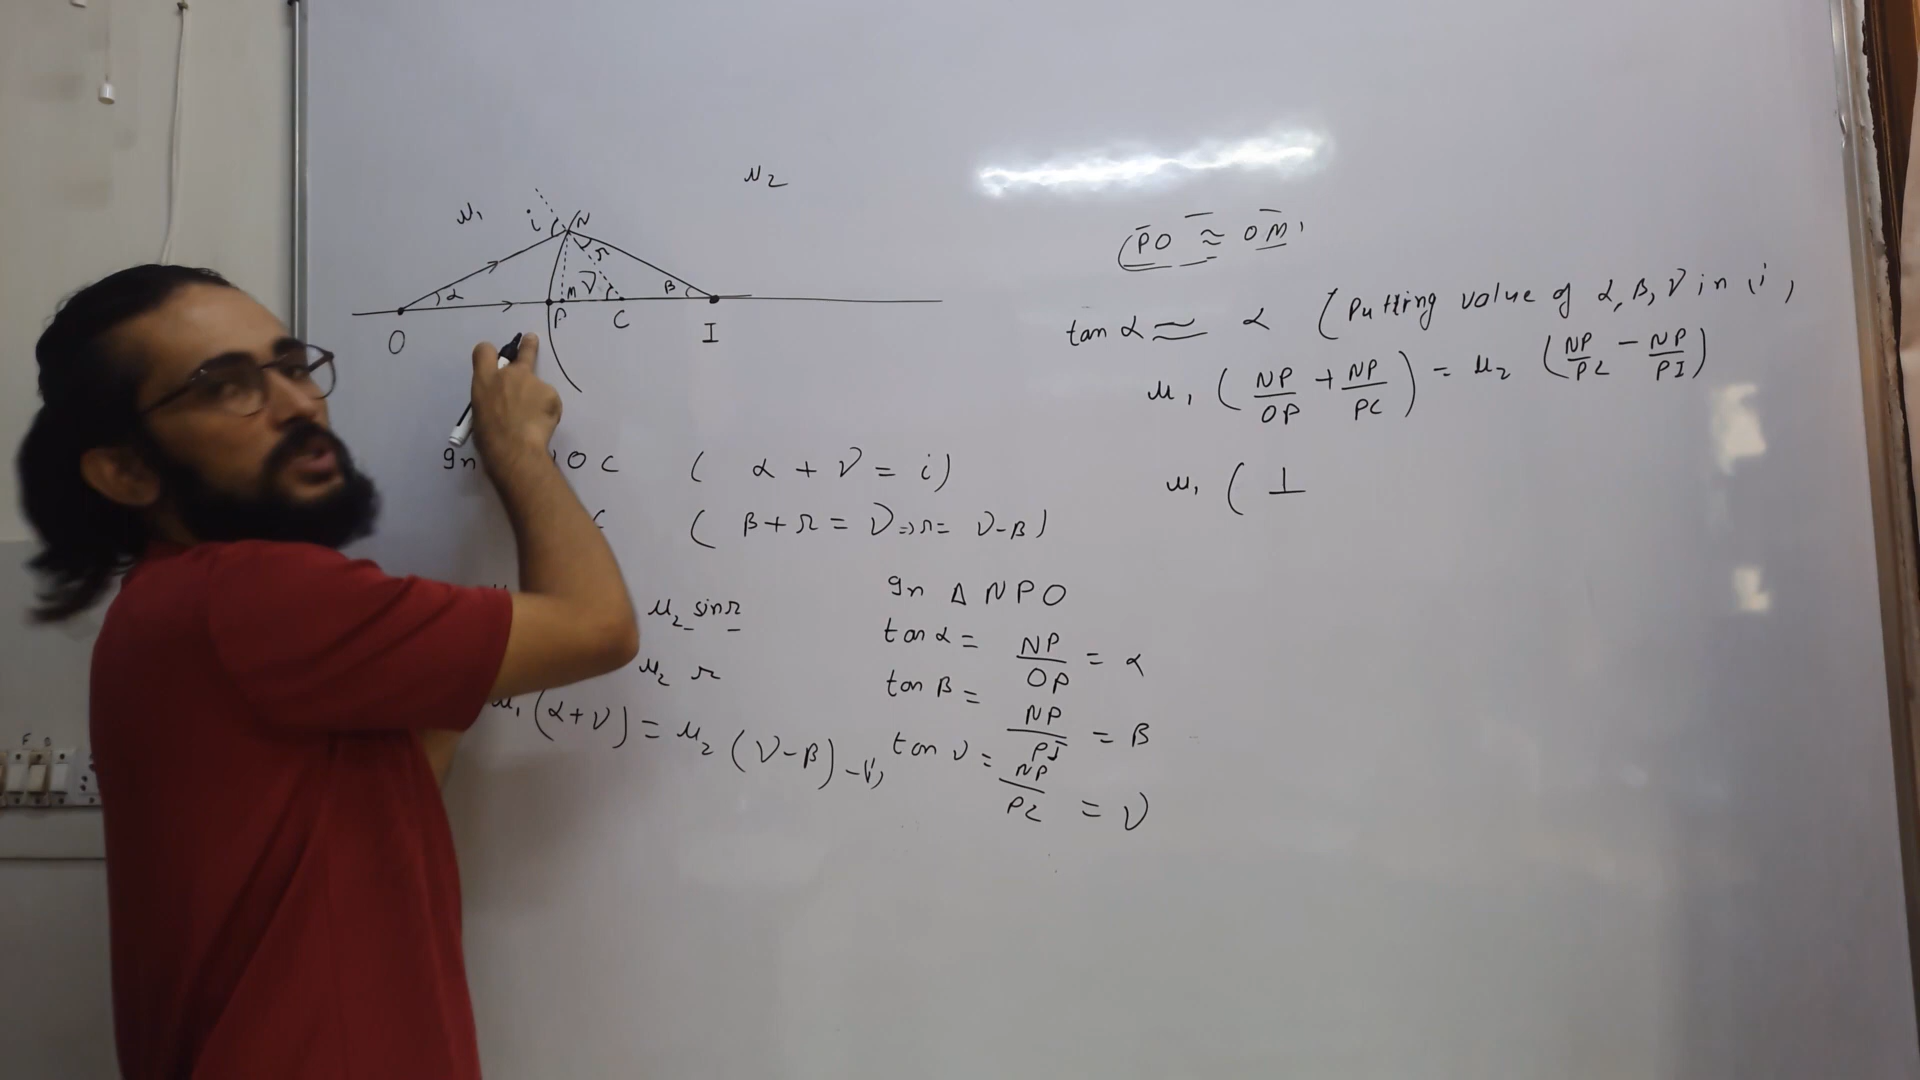 μ₂
μ₁
i N
r
α M ν β
O P C I
In O C ( α + ν = i )
C ( β + r = ν ⇒ r = ν - β )
μ₂ sin r
μ₂ r
μ₁ (α + ν) = μ₂ (ν - β) - (i)
In Δ NPO
tan α = NP/OP = α
tan β = NP/PI = β
tan ν = NP/PC = ν
(PO ≈ OM)
tan α ≈ α (Putting value of α, β, ν in (i)
μ₁ ( NP/OP + NP/PC ) = μ₂ ( NP/PC - NP/PI )
μ₁ ( 1